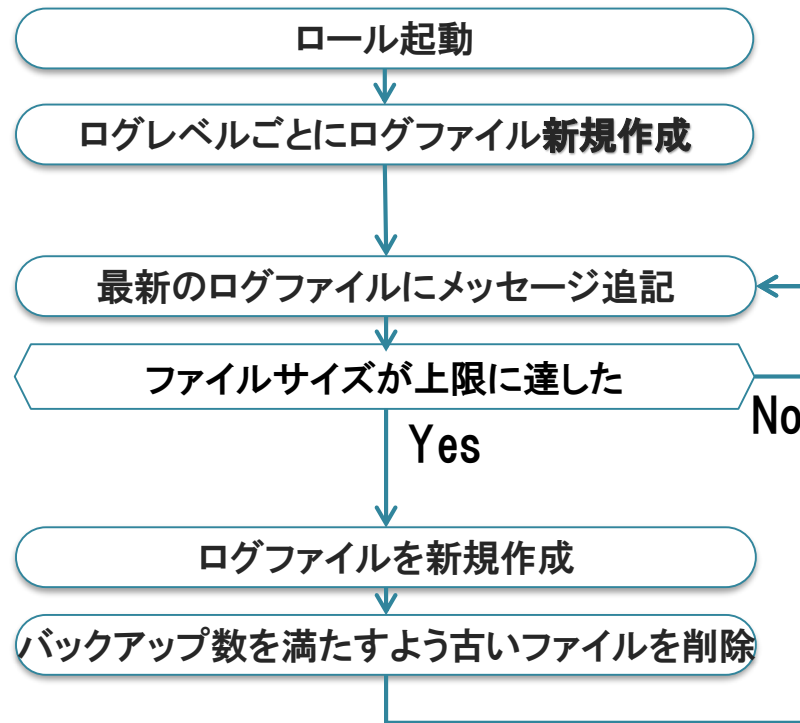 ロール起動
ログレベルごとにログファイル新規作成
最新のログファイルにメッセージ追記
ファイルサイズが上限に達した
No
Yes
ログファイルを新規作成
バックアップ数を満たすよう古いファイルを削除